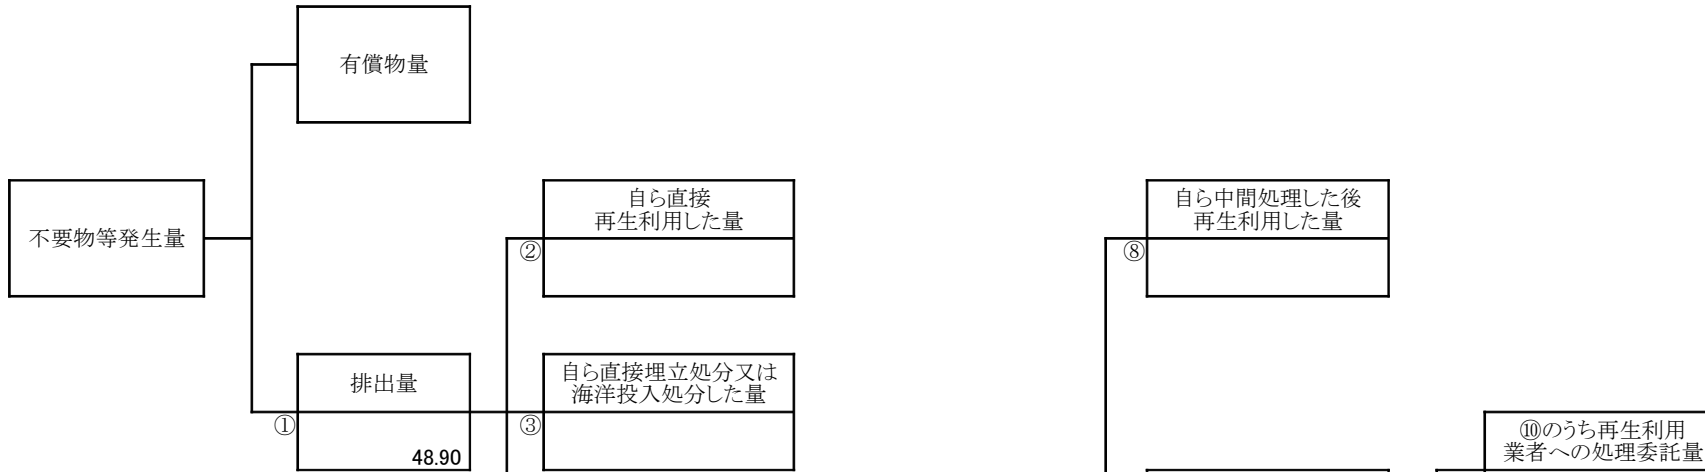 有償物量
不要物等発生量
自ら直接
再生利用した量
②
自ら中間処理した後
再生利用した量
⑧
排出量
①
48.90
自ら直接埋立処分又は
海洋投入処分した量
③
⑩のうち再生利用
業者への処理委託量